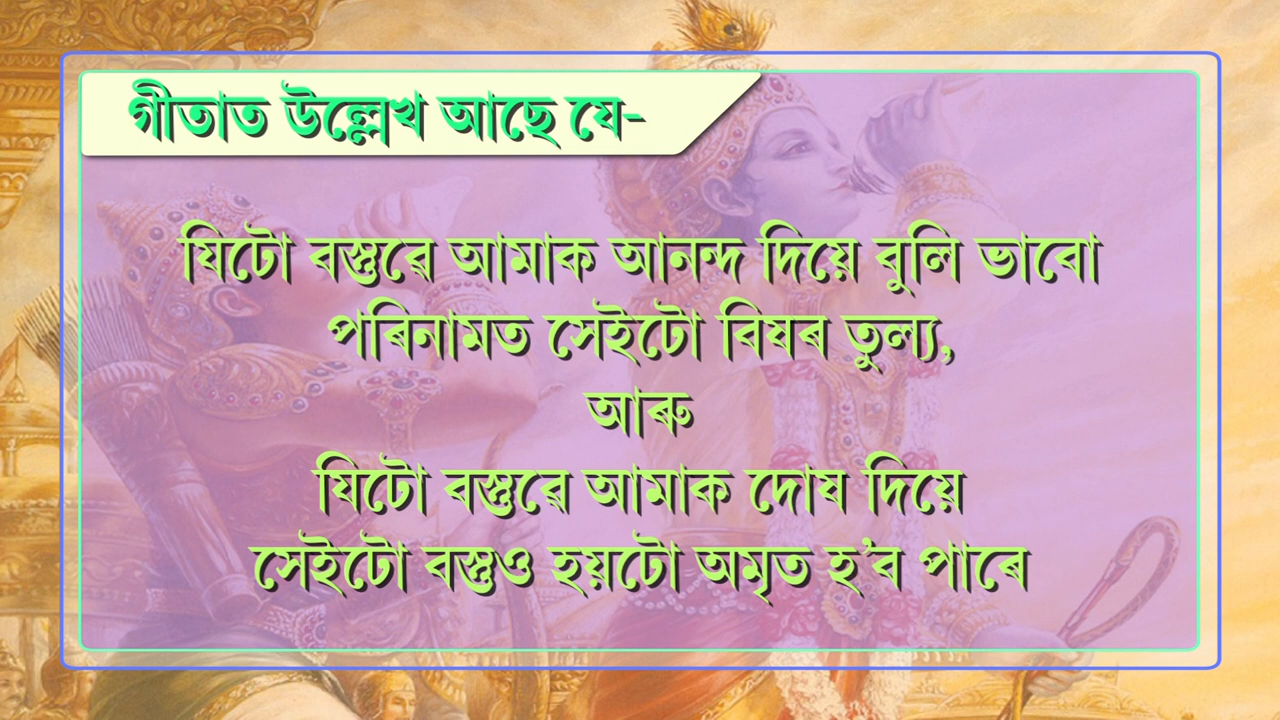 গীতাত উল্লেখ আছে যে-
যিটো বস্তুৱে আমাক আনন্দ দিয়ে বুলি ভাবো
পৰিনামত সেইটো বিষৰ তুল্য,
আৰু
যিটো বস্তুৱে আমাক দোষ দিয়ে
সেইটো বস্তুও হয়টো অমৃত হ'ব পাৰে